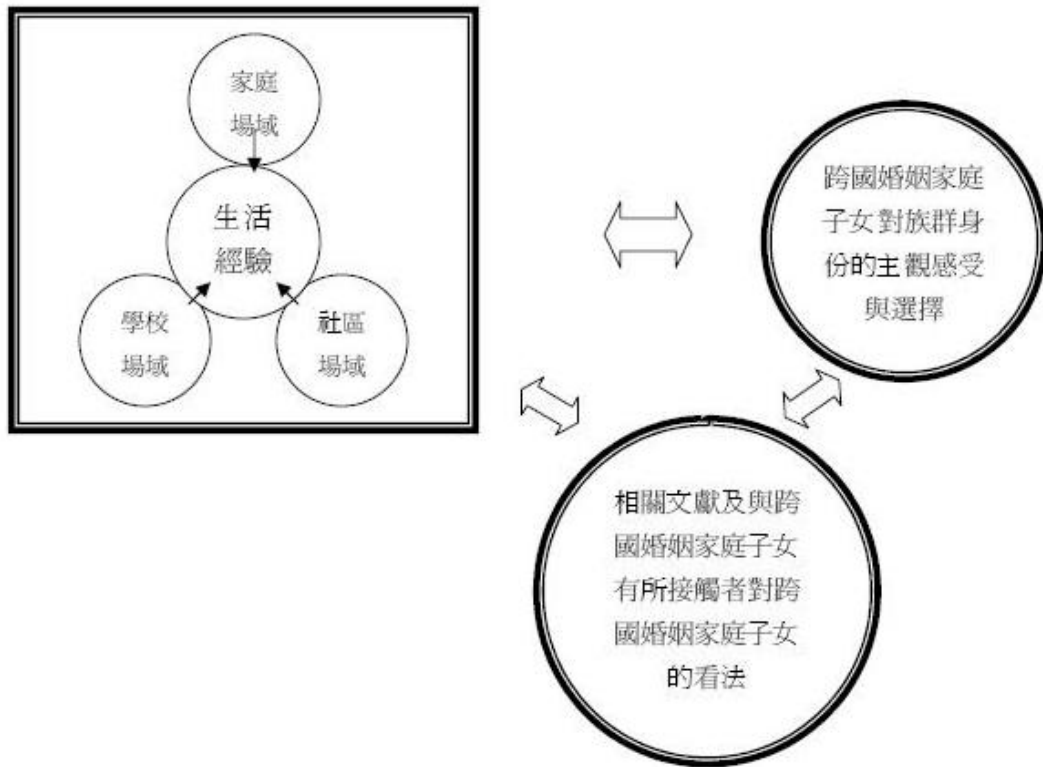 家庭
場域
生活
經驗
學校
場域
社區
場域
跨國婚姻家庭
子女對族群身
份的主觀感受
與選擇
相關文獻及與跨
國婚姻家庭子女
有所接觸者對跨
國婚姻家庭子女
的看法